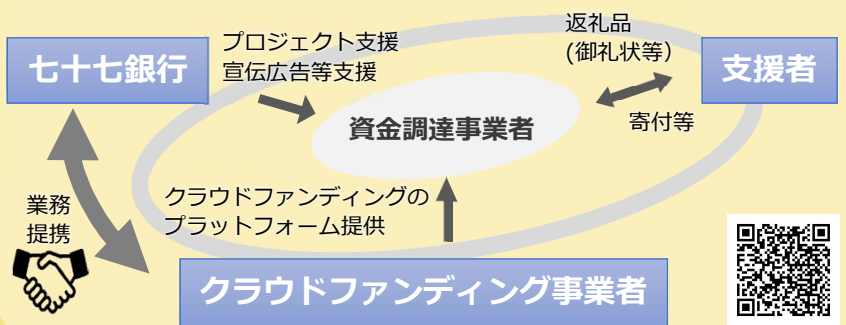 七十七銀行
プロジェクト支援
宣伝広告等支援
返礼品
(御礼状等)
支援者
資金調達事業者
寄付等
業務
提携
クラウドファンディングの
プラットフォーム提供
クラウドファンディング事業者